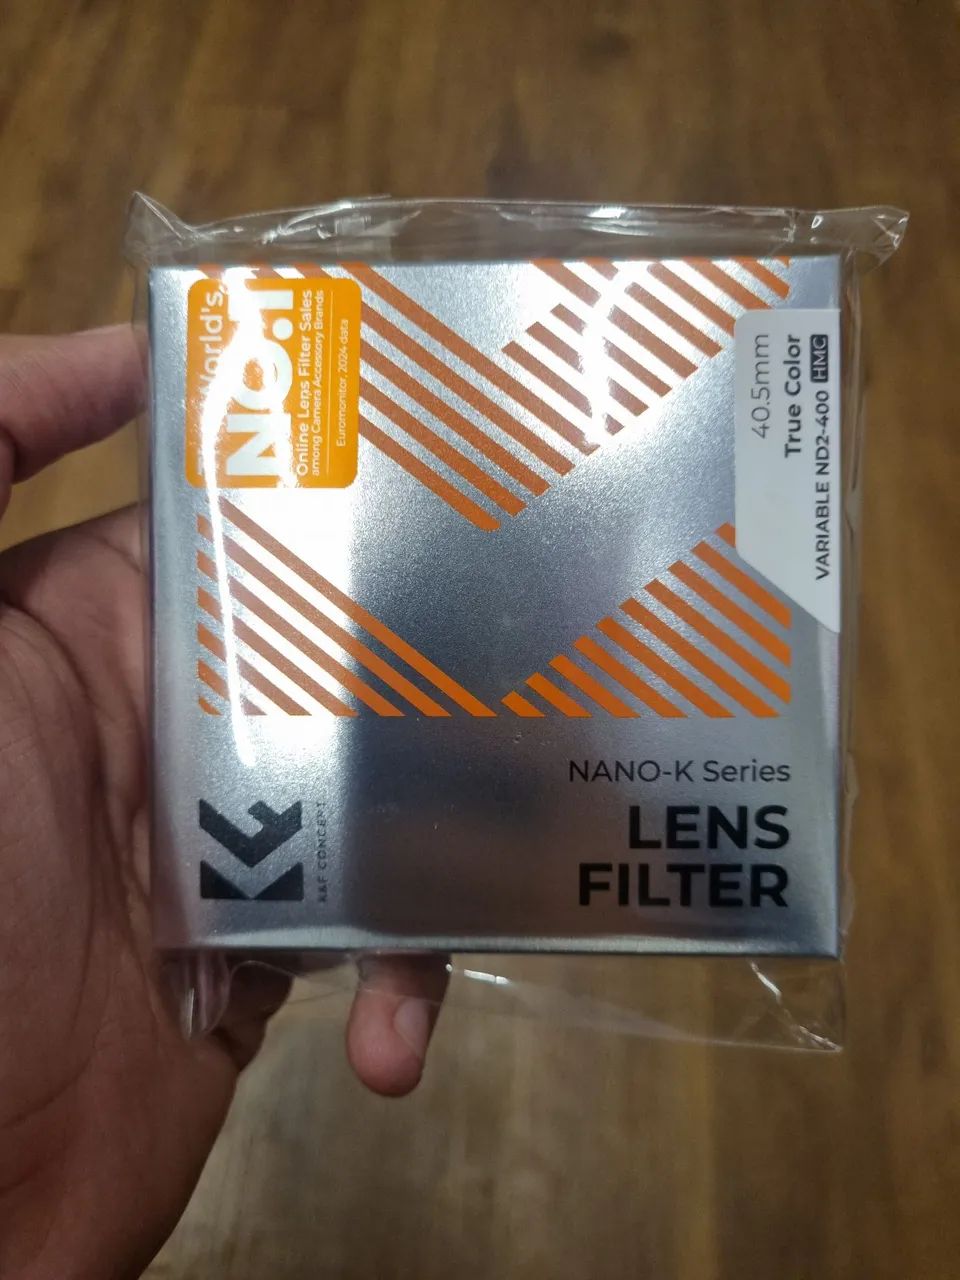 World's
NO.1
Online Lens Filter Sales
among Camera Accessory Brands
Euromonitor, 2024 data
40.5mm
True Color
VARIABLE ND2-400 HMC
NANO-K Series
LENS
FILTER
K&F CONCEPT